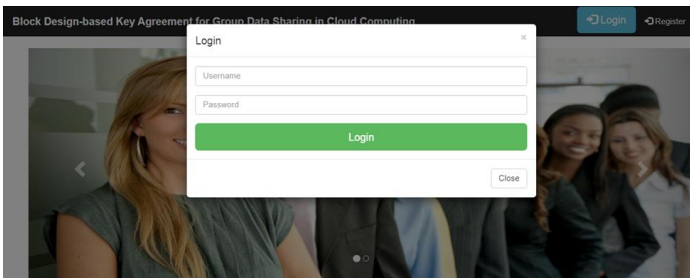 Block Design-based Key Agreement for Group Data Sharing in Cloud Computing
Login
Register
Login
×
Username
Password
Login
Close